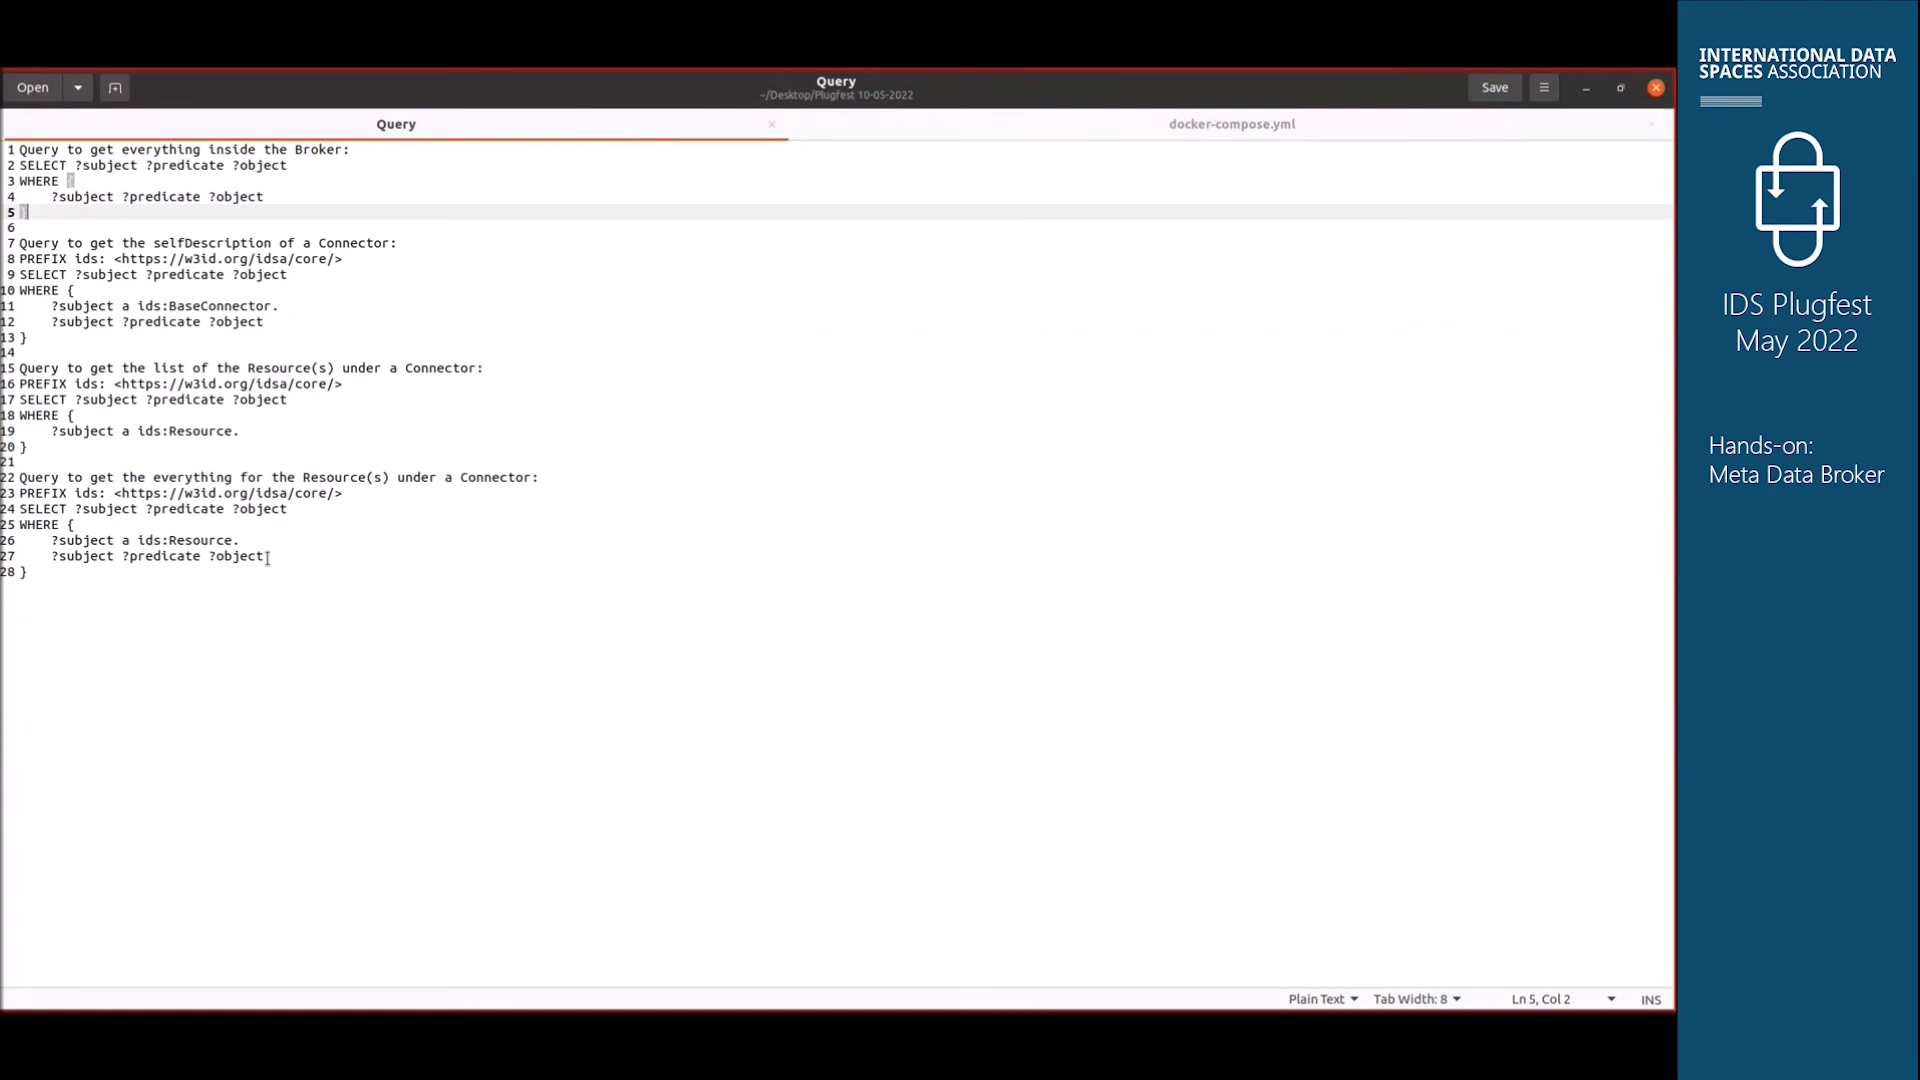 Open
Query
~/Desktop/Plugfest 10-05-2022
Save
Query
docker-compose.yml
1 Query to get everything inside the Broker:
2 SELECT ?subject ?predicate ?object
3 WHERE {
4     ?subject ?predicate ?object
5 }
6
7 Query to get the selfDescription of a Connector:
8 PREFIX ids: <https://w3id.org/idsa/core/>
9 SELECT ?subject ?predicate ?object
10 WHERE {
11     ?subject a ids:BaseConnector.
12     ?subject ?predicate ?object
13 }
14
15 Query to get the list of the Resource(s) under a Connector:
16 PREFIX ids: <https://w3id.org/idsa/core/>
17 SELECT ?subject ?predicate ?object
18 WHERE {
19     ?subject a ids:Resource.
20 }
21
22 Query to get the everything for the Resource(s) under a Connector:
23 PREFIX ids: <https://w3id.org/idsa/core/>
24 SELECT ?subject ?predicate ?object
25 WHERE {
26     ?subject a ids:Resource.
27     ?subject ?predicate ?object
28 }
Plain Text
Tab Width: 8
Ln 5, Col 2
INS
INTERNATIONAL DATA
SPACES ASSOCIATION
IDS Plugfest
May 2022
Hands-on:
Meta Data Broker